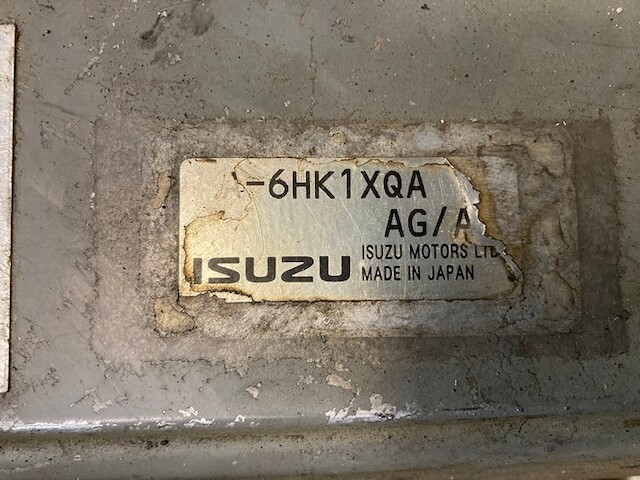 -6HK1XQA
AG/A
ISUZU
ISUZU MOTORS LTD
MADE IN JAPAN